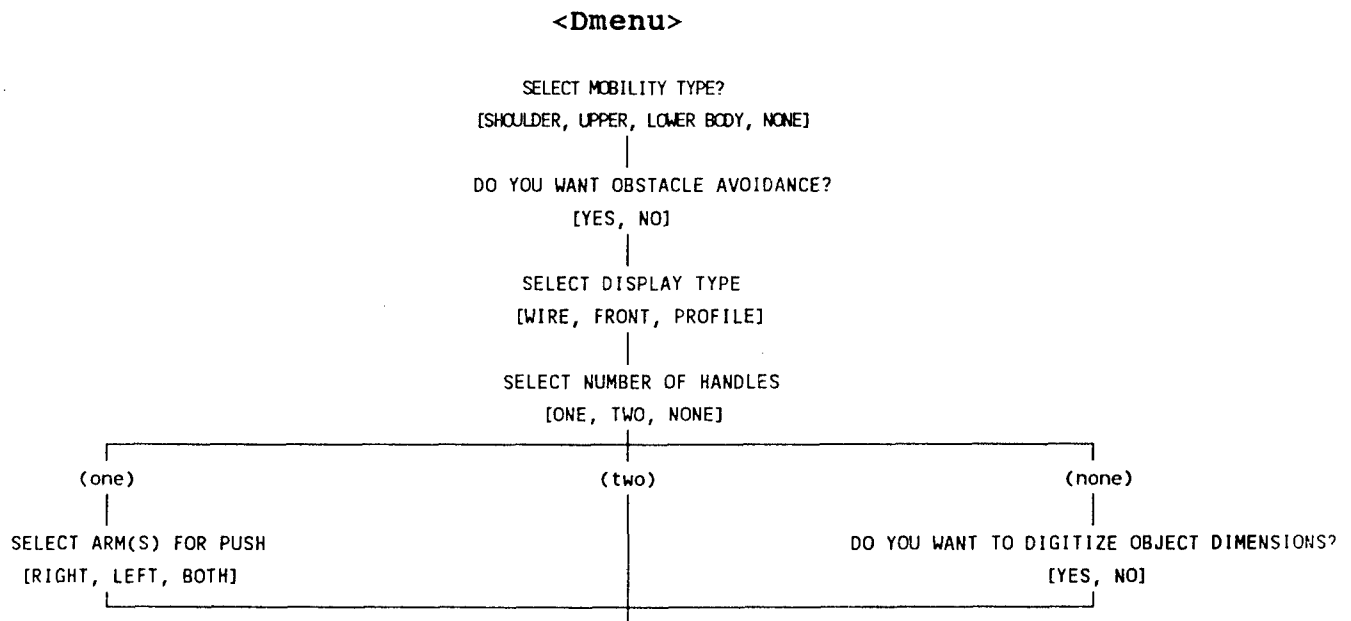 <Dmenu>
SELECT MOBILITY TYPE?
[SHOULDER, UPPER, LOWER BODY, NONE]
DO YOU WANT OBSTACLE AVOIDANCE?
[YES, NO]
SELECT DISPLAY TYPE
[WIRE, FRONT, PROFILE]
SELECT NUMBER OF HANDLES
[ONE, TWO, NONE]
(one) (two) (none)
SELECT ARM(S) FOR PUSH DO YOU WANT TO DIGITIZE OBJECT DIMENSIONS?
[RIGHT, LEFT, BOTH] [YES, NO]